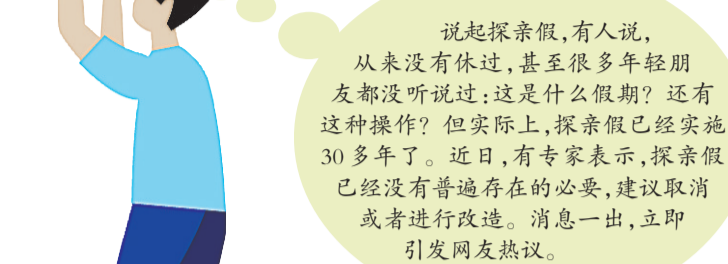 说起探亲假,有人说,
从来没有休过,甚至很多年轻朋
友都没听说过:这是什么假期? 还有
这种操作? 但实际上,探亲假已经实施
30多年了。近日,有专家表示,探亲假
已经没有普遍存在的必要,建议取消
或者进行改造。消息一出,立即
引发网友热议。